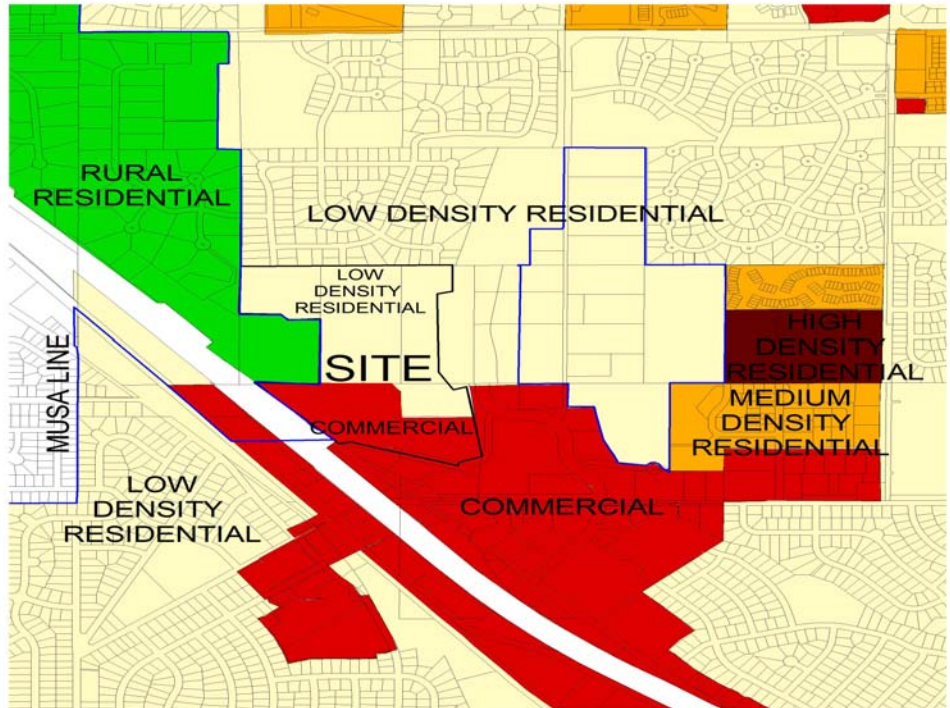 RURAL
RESIDENTIAL
LOW DENSITY RESIDENTIAL
LOW
DENSITY
RESIDENTIAL
SITE
HIGH
DENSITY
RESIDENTIAL
MEDIUM
DENSITY
RESIDENTIAL
MUSA LINE
COMMERCIAL
LOW
DENSITY
RESIDENTIAL
COMMERCIAL